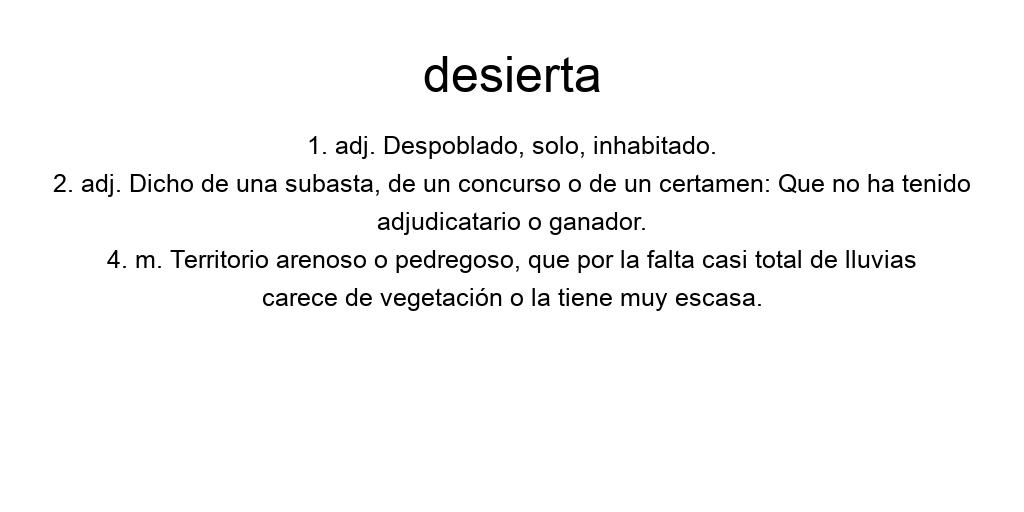 desierta
1. adj. Despoblado, solo, inhabitado.
2. adj. Dicho de una subasta, de un concurso o de un certamen: Que no ha tenido
adjudicatario o ganador.
4. m. Territorio arenoso o pedregoso, que por la falta casi total de lluvias
carece de vegetación o la tiene muy escasa.